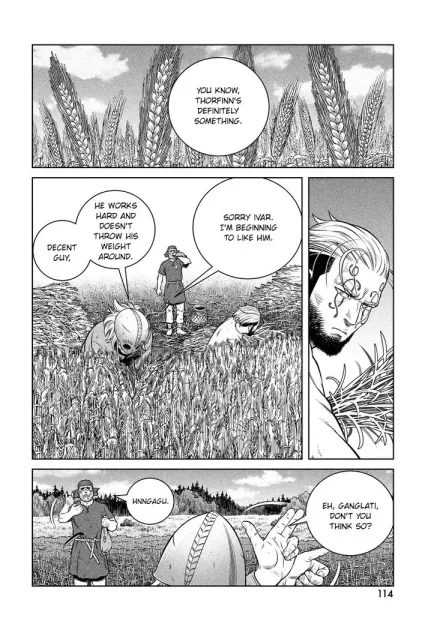 YOU KNOW,
THORFINN'S
DEFINITELY
SOMETHING.
HE WORKS
HARD AND
DOESN'T
THROW HIS
WEIGHT
AROUND.
DECENT
GUY,
SORRY IVAR.
I'M BEGINNING
TO LIKE HIM.
HNNGAGU.
EH, GANGLATI,
DON'T YOU
THINK SO?
114